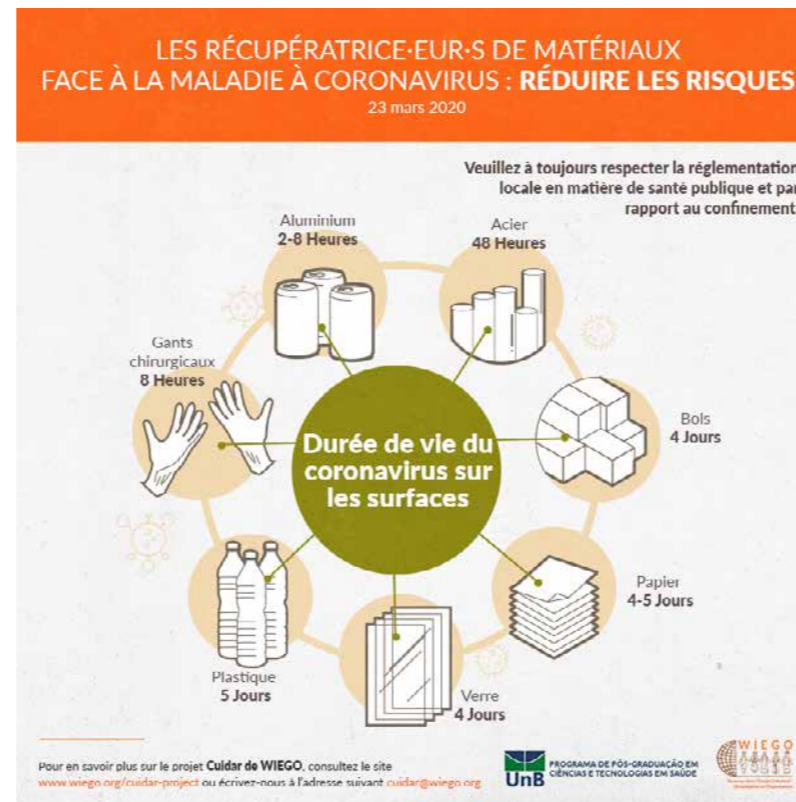 LES RÉCUPÉRATRICE·EUR·S DE MATÉRIAUX
FACE À LA MALADIE À CORONAVIRUS : RÉDUIRE LES RISQUES
23 mars 2020
Veuillez à toujours respecter la réglementation
locale en matière de santé publique et par
rapport au confinement
Aluminium
2-8 Heures
Acier
48 Heures
Gants
chirurgicaux
8 Heures
Bois
4 Jours
Durée de vie du
coronavirus sur
les surfaces
Papier
4-5 Jours
Plastique
5 Jours
Verre
4 Jours
Pour en savoir plus sur le projet Cuidar de WIEGO, consultez le site
www.wiego.org/cuidar-project ou écrivez-nous à l'adresse suivant cuidar@wiego.org
UnB
PROGRAMA DE PÓS-GRADUAÇÃO EM
CIÊNCIAS E TECNOLOGIAS EM SAÚDE
WIEGO